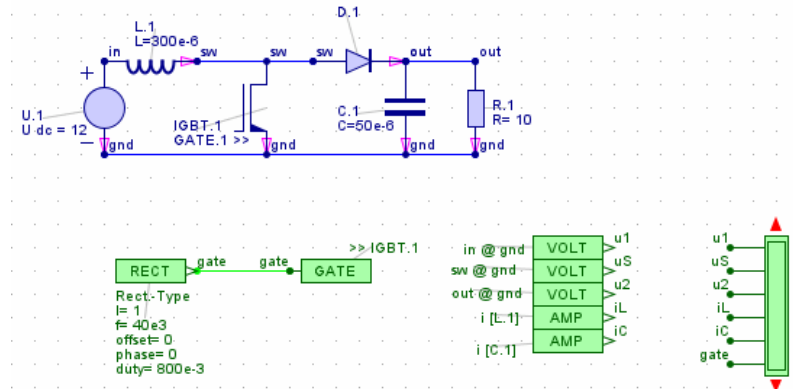 D.1
L.1
L=300e-6
in
sw
sw
sw
out
out
+
U.1
U dc = 12
−
IGBT.1
GATE.1 >>
C.1
C=50e-6
R.1
R= 10
gnd
gnd
gnd
gnd
>> IGBT.1
RECT
gate
gate
GATE
Rect.-Type
I= 1
f= 40e3
offset= 0
phase= 0
duty= 800e-3
in @ gnd VOLT u1
sw @ gnd VOLT uS
out @ gnd VOLT u2
i [L.1] AMP iL
i [C.1] AMP iC
u1
uS
u2
iL
iC
gate